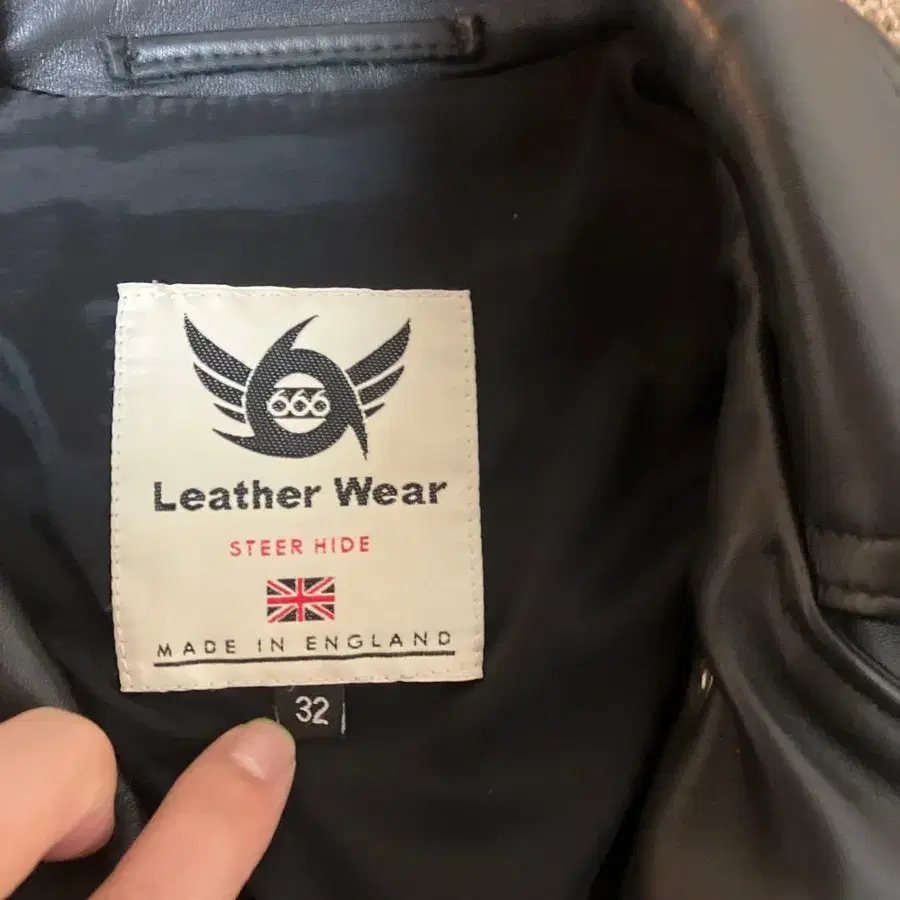 666
Leather Wear
STEER HIDE
MADE IN ENGLAND
32